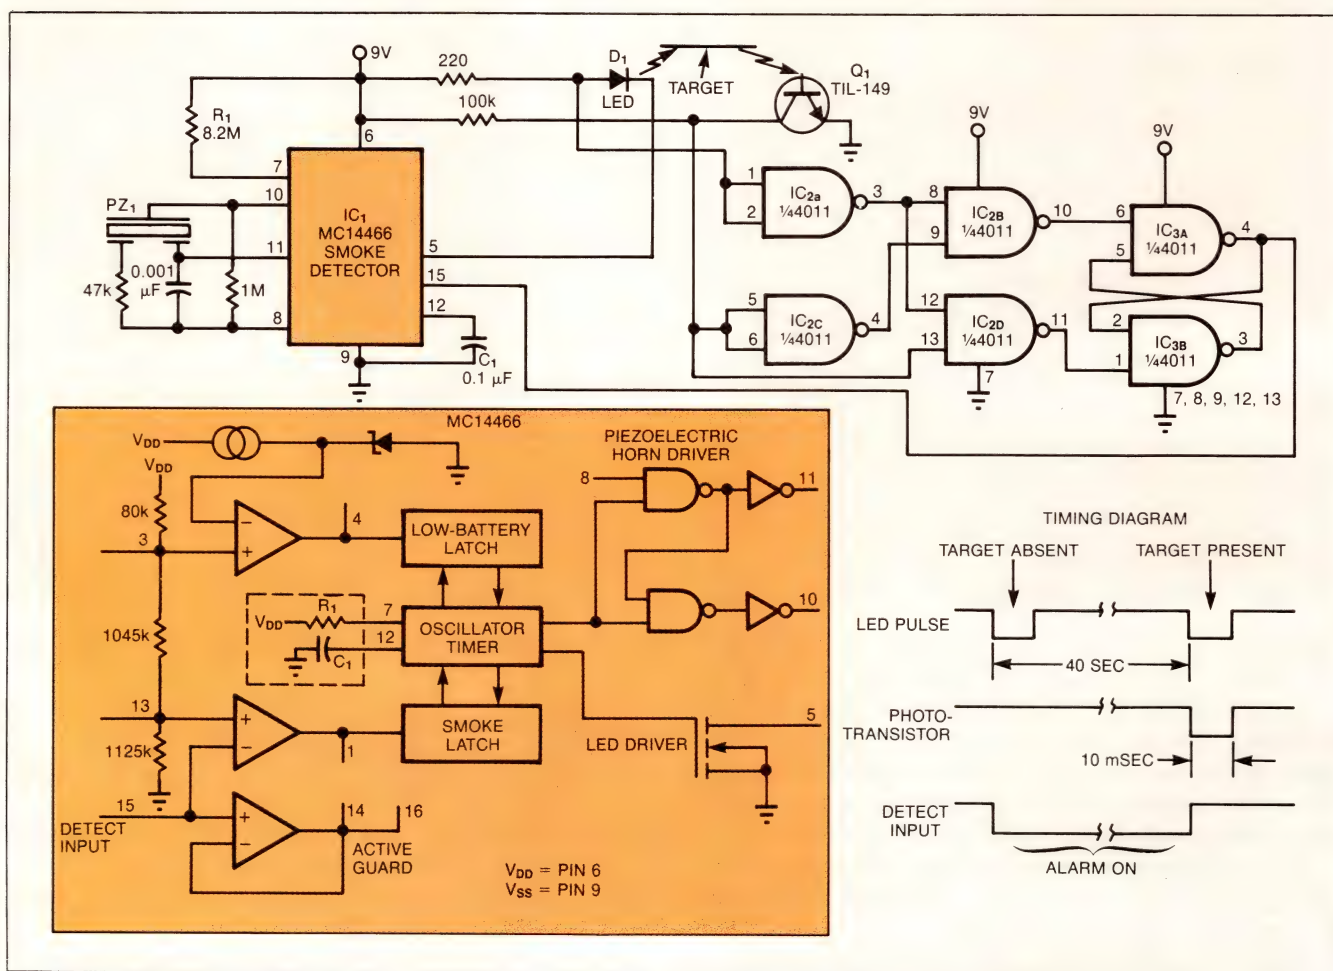 9V
220
D1
LED
TARGET
Q1
TIL-149
100k
R1
8.2M
6
7
10
PZ1
IC1
MC14466
SMOKE
DETECTOR
11
5
15
12
0.001
µF
47k
1M
8
9
C1
0.1 µF
1
2
IC2a
¼4011
3
9V
8
9
IC2B
¼4011
10
9V
6
5
IC3A
¼4011
4
5
6
IC2C
¼4011
4
12
13
IC2D
¼4011
11
7
2
1
IC3B
¼4011
3
7, 8, 9, 12, 13
MC14466
VDD
VDD
80k
3
4
LOW-BATTERY
LATCH
PIEZOELECTRIC
HORN DRIVER
8
11
10
1045k
VDD
R1
C1
7
12
OSCILLATOR
TIMER
13
1125k
1
SMOKE
LATCH
LED DRIVER
5
15
DETECT
INPUT
14
16
ACTIVE
GUARD
VDD = PIN 6
VSS = PIN 9
TIMING DIAGRAM
TARGET ABSENT
TARGET PRESENT
LED PULSE
40 SEC
PHOTO-
TRANSISTOR
10 mSEC
DETECT
INPUT
ALARM ON